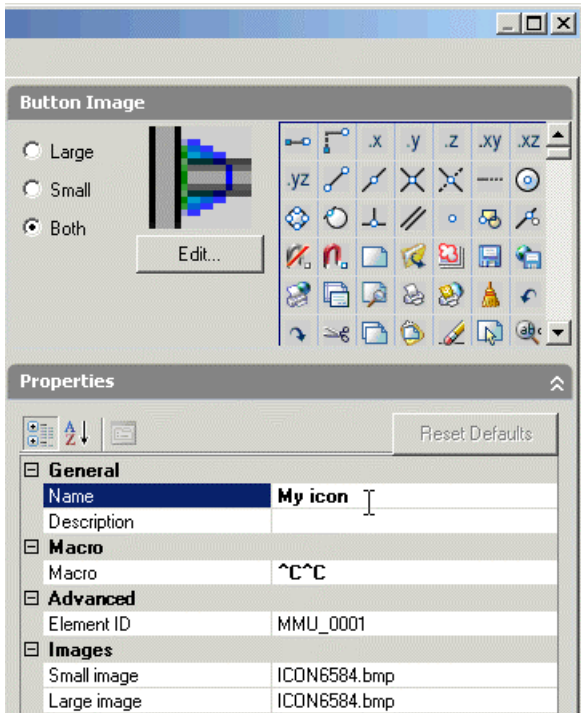 Button Image
Large
Small
Both
Edit...
.x .y .z .xy .xz
.yz
Properties
Reset Defaults
General
Name My icon
Description
Macro
Macro ^C^C
Advanced
Element ID MMU_0001
Images
Small image ICON6584.bmp
Large image ICON6584.bmp